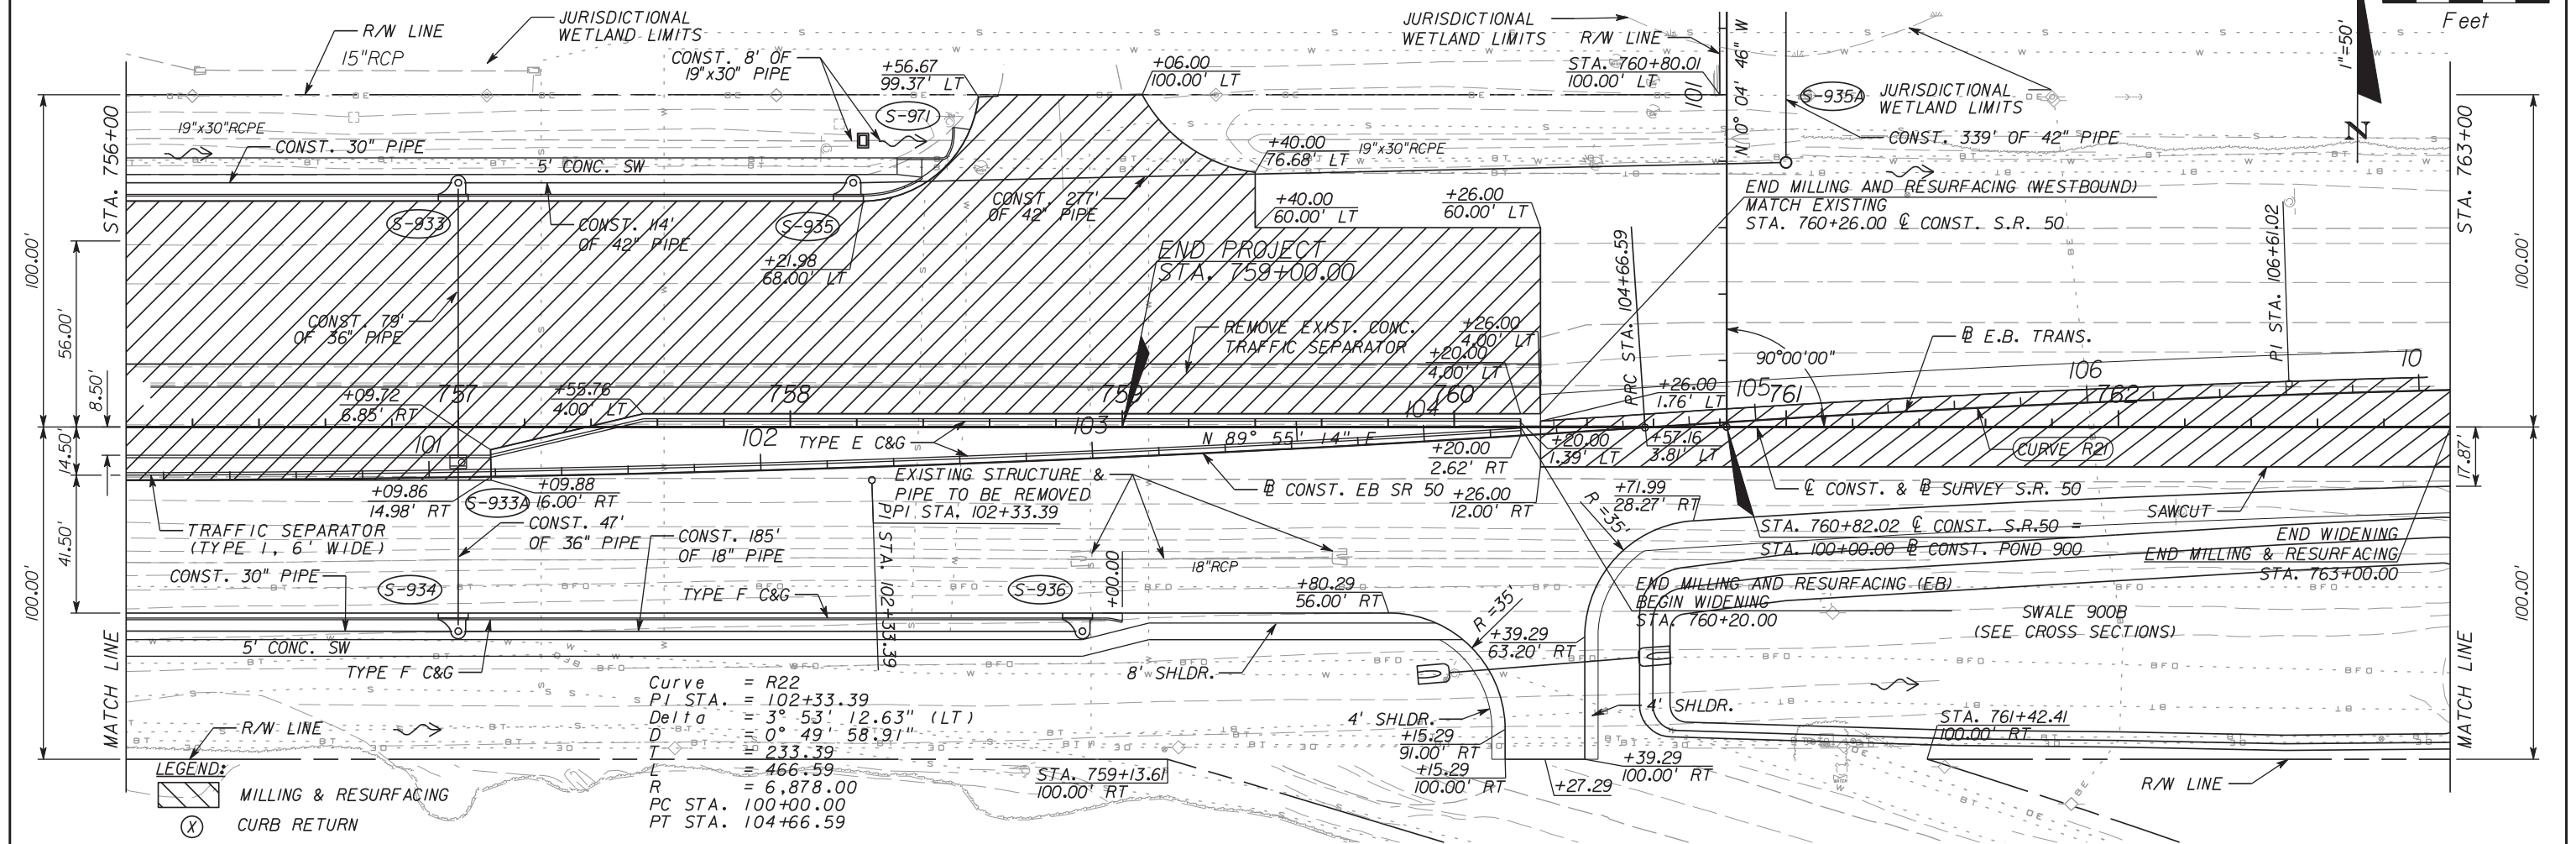 JURISDICTIONAL
WETLAND LIMITS
R/W LINE
15"RCP
CONST. 8' OF
19"x30" PIPE
+56.67
99.37' LT
+06.00
100.00' LT
S-971
JURISDICTIONAL
WETLAND LIMITS
R/W LINE
STA. 760+80.01
100.00' LT
101
N 0° 04' 46" W
S-935A
JURISDICTIONAL
WETLAND LIMITS
1"=50'
Feet
N
CONST. 339' OF 42" PIPE
STA. 756+00
STA. 763+00
19"x30"RCPE
CONST. 30" PIPE
5' CONC. SW
+40.00
76.68' LT
19"x30"RCPE
S-933
CONST. 114'
OF 42" PIPE
S-935
+21.98
68.00' LT
CONST. 277'
OF 42" PIPE
+40.00
60.00' LT
+26.00
60.00' LT
END MILLING AND RESURFACING (WESTBOUND)
MATCH EXISTING
STA. 760+26.00 ℄ CONST. S.R. 50
END PROJECT
STA. 759+00.00
100.00'
56.00'
8.50'
14.50'
41.50'
100.00'
CONST. 79'
OF 36" PIPE
REMOVE EXIST. CONC.
TRAFFIC SEPARATOR
+26.00
4.00' LT
+20.00
4.00' LT
PRC STA. 104+66.59
90°00'00"
BL E.B. TRANS.
PI STA. 106+61.02
100.00'
+09.72
6.85' RT
757
+55.76
4.00' LT
758
759
760
+26.00
1.76' LT
105
761
106
762
10
101
102
TYPE E C&G
103
104
N 89° 55' 14" E
+20.00
2.62' RT
+20.00
1.39' LT
+57.16
3.81' LT
CURVE R21
17.87'
+09.86
14.98' RT
S-933A
+09.88
16.00' RT
EXISTING STRUCTURE &
PIPE TO BE REMOVED
PI STA. 102+33.39
BL CONST. EB SR 50
+26.00
12.00' RT
R=35'
+71.99
28.27' RT
℄ CONST. & BL SURVEY S.R. 50
SAWCUT
TRAFFIC SEPARATOR
(TYPE 1, 6' WIDE)
CONST. 47'
OF 36" PIPE
CONST. 185'
OF 18" PIPE
STA. 102+33.39
STA. 760+82.02 ℄ CONST. S.R.50 =
STA. 100+00.00 BL CONST. POND 900
END WIDENING
END MILLING & RESURFACING
STA. 763+00.00
CONST. 30" PIPE
S-934
TYPE F C&G
S-936
+00.00
18"RCP
+80.29
56.00' RT
R=35'
END MILLING AND RESURFACING (EB)
BEGIN WIDENING
STA. 760+20.00
SWALE 900B
(SEE CROSS SECTIONS)
100.00'
MATCH LINE
MATCH LINE
5' CONC. SW
TYPE F C&G
8' SHLDR.
+39.29
63.20' RT
Curve = R22
PI STA. = 102+33.39
Delta = 3° 53' 12.63" (LT)
D = 0° 49' 58.91"
T = 233.39
L = 466.59
R = 6,878.00
PC STA. 100+00.00
PT STA. 104+66.59
R/W LINE
4' SHLDR.
+15.29
91.00' RT
+15.29
100.00' RT
4' SHLDR.
+39.29
100.00' RT
+27.29
STA. 759+13.61
100.00' RT
STA. 761+42.41
100.00' RT
R/W LINE
LEGEND:
MILLING & RESURFACING
X CURB RETURN